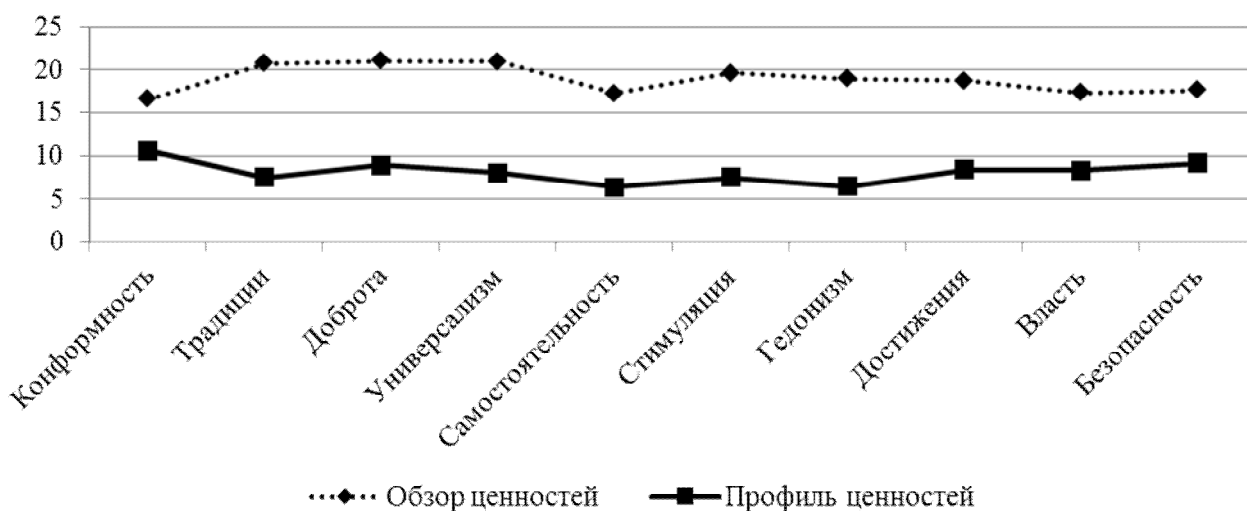 25
20
15
10
5
0
Конформность
Традиции
Доброта
Универсализм
Самостоятельность
Стимуляция
Гедонизм
Достижения
Власть
Безопасность
Обзор ценностей
Профиль ценностей